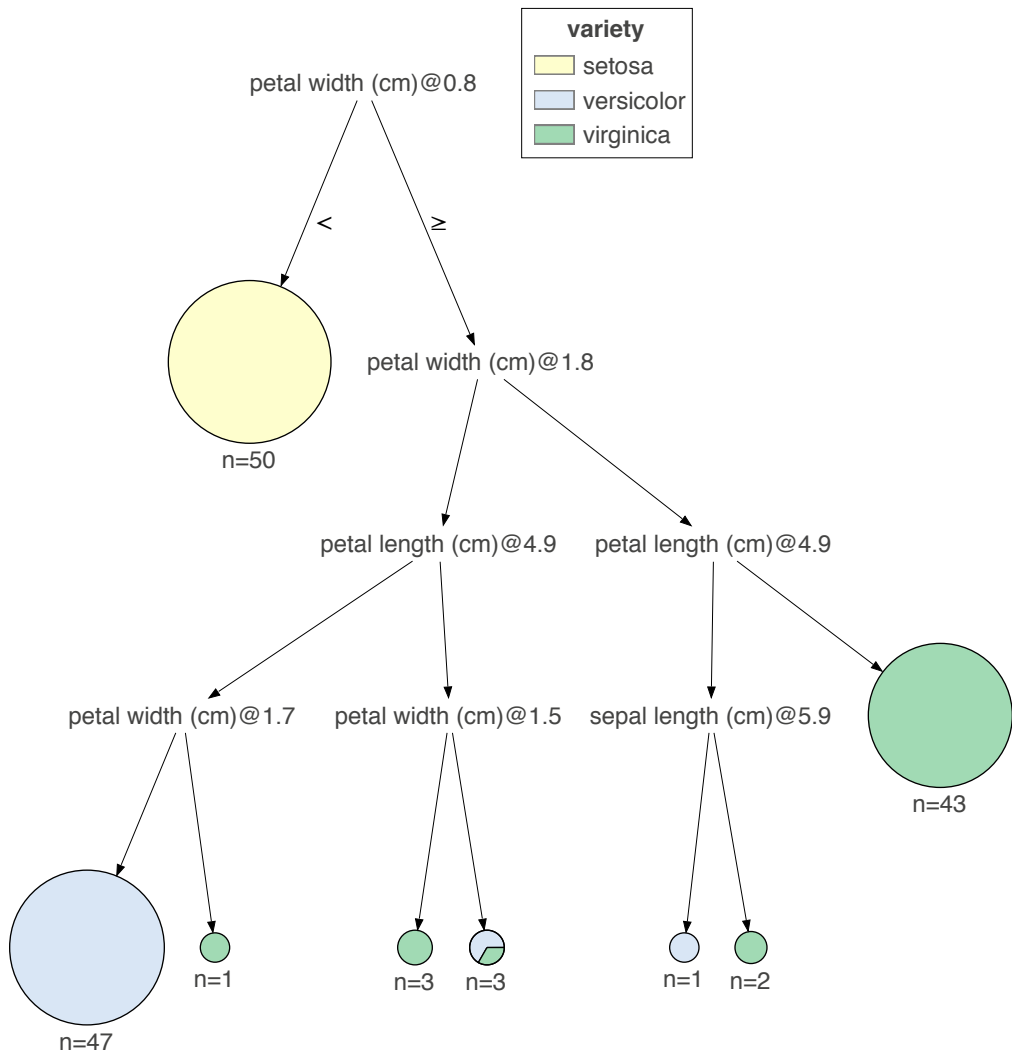 variety
setosa
versicolor
virginica
petal width (cm)@0.8
<
≥
petal width (cm)@1.8
n=50
petal length (cm)@4.9
petal length (cm)@4.9
petal width (cm)@1.7
petal width (cm)@1.5
sepal length (cm)@5.9
n=43
n=1
n=3
n=3
n=1
n=2
n=47